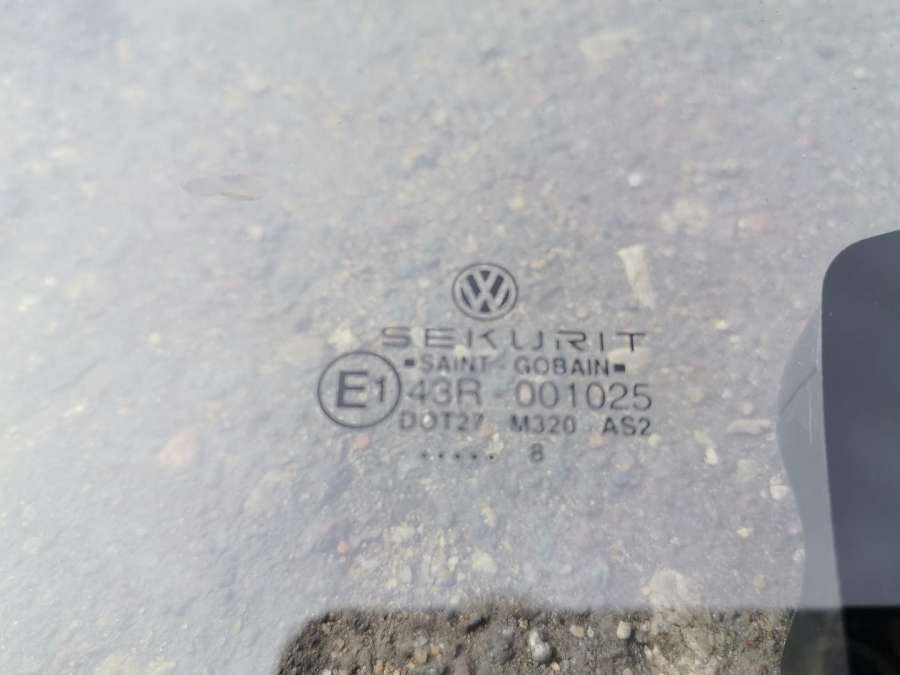 VW
SEKURIT
SAINT-GOBAIN
E1 43R-001025
DOT27 M320 AS2
..... 8